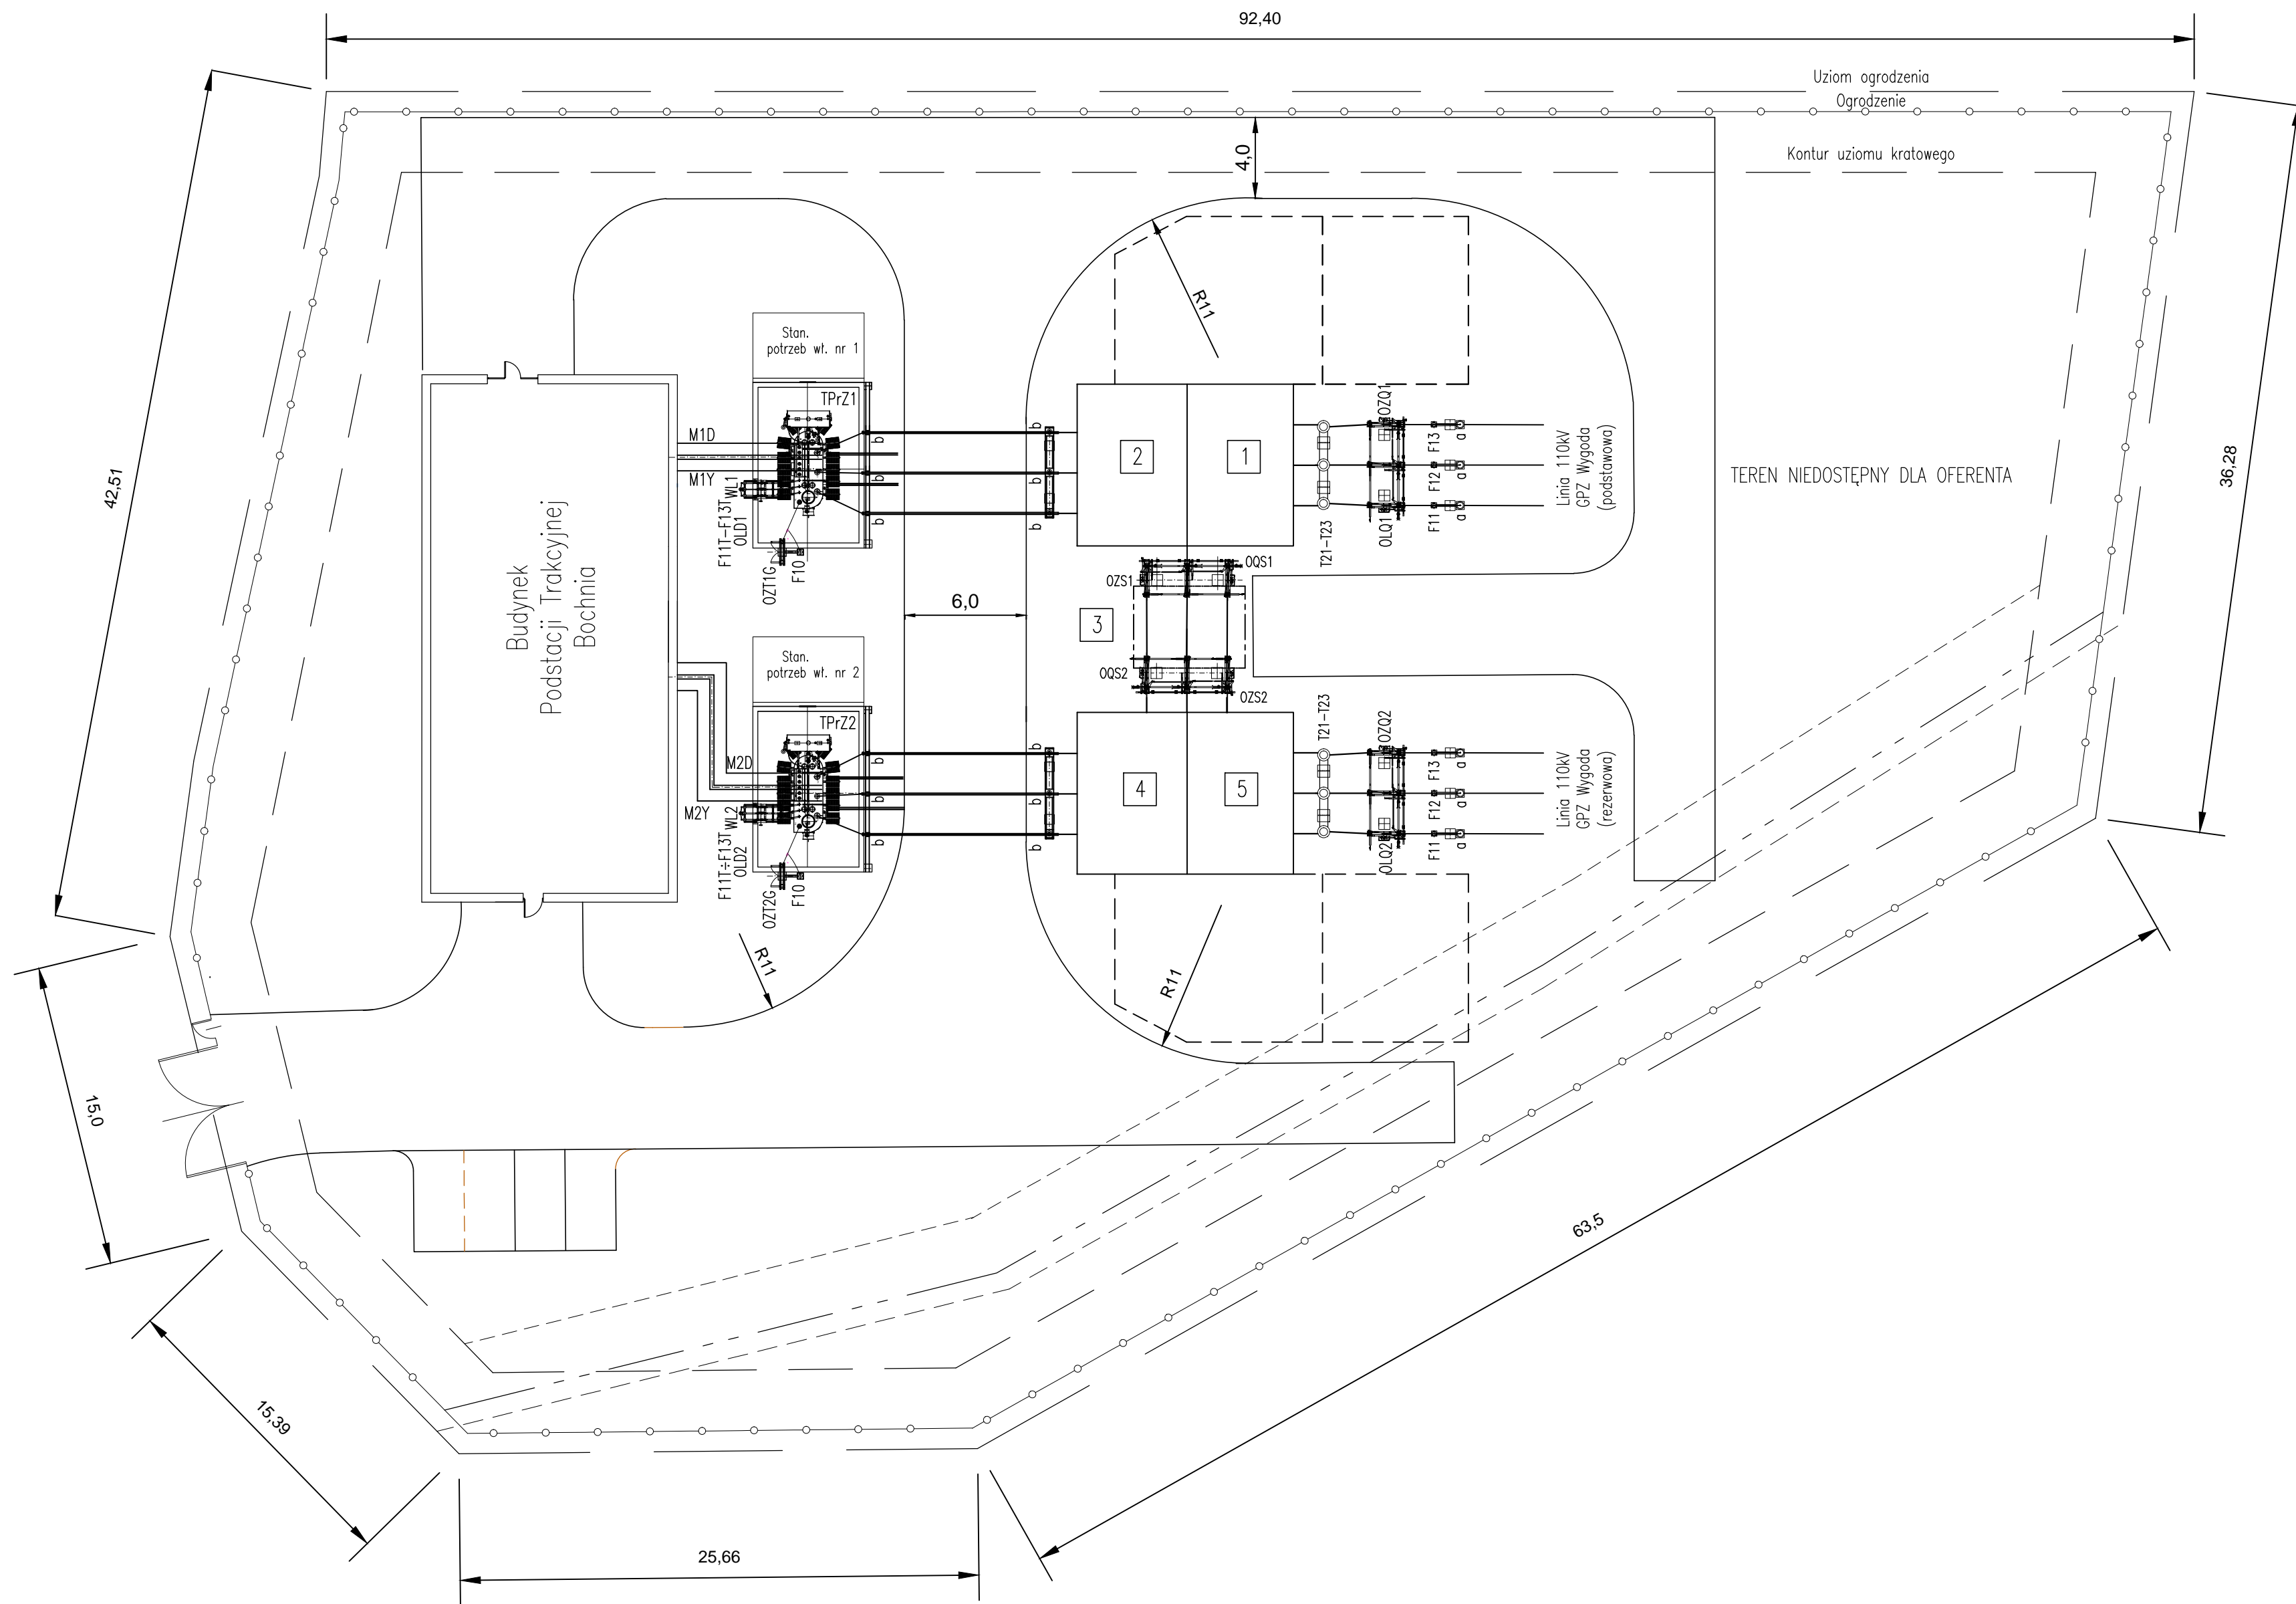 92,40
Uziom ogrodzenia
Ogrodzenie
Kontur uziomu kratowego
4,0
42,51
36,28
R11
Stan.
potrzeb wł. nr 1
TPrZ1
M1D
M1Y
WL1
F11T-F13T
OLD1
OZT1G
F10
b
b
b
b
b
b
2
1
T21-T23
OZQ1
OLQ1
F13
F12
F11
a
a
a
Linia 110kV
GPZ Wygoda
(podstawowa)
TEREN NIEDOSTĘPNY DLA OFERENTA
Budynek
Podstacji Trakcyjnej
Bochnia
6,0
OZS1
OQS1
3
OQS2
OZS2
Stan.
potrzeb wł. nr 2
TPrZ2
M2D
M2Y
WL2
F11T÷F13T
OLD2
OZT2G
F10
b
b
b
b
b
b
4
5
T21-T23
OZQ2
OLQ2
F13
F12
F11
a
a
a
Linia 110kV
GPZ Wygoda
(rezerwowa)
R11
R11
15,0
15,39
25,66
63,5